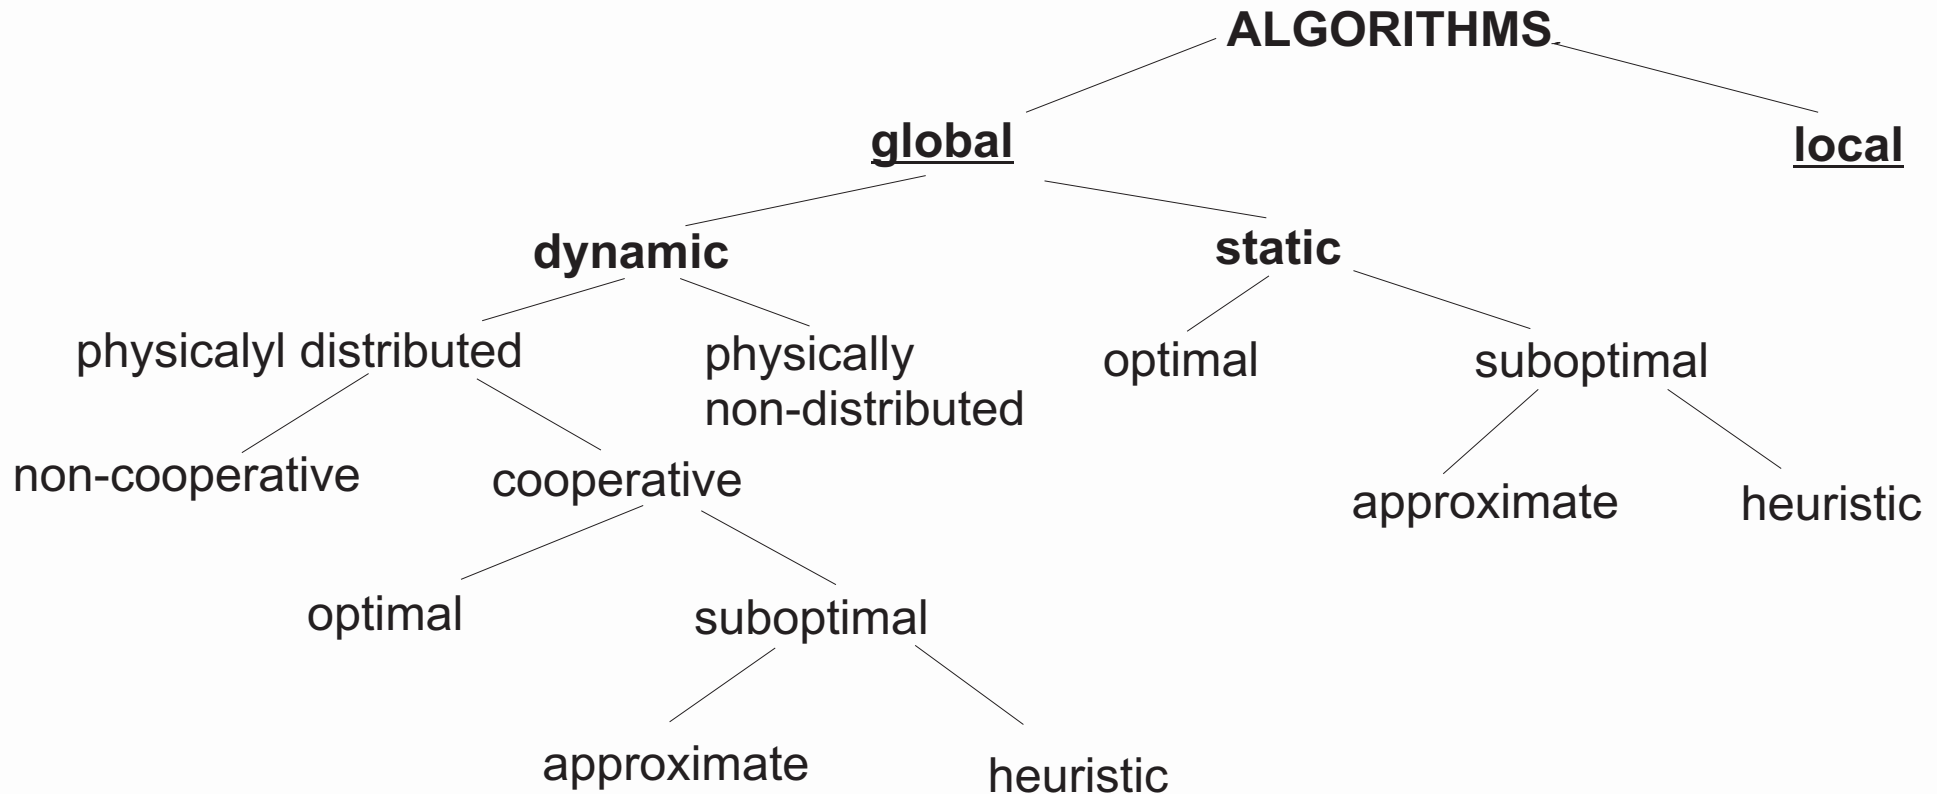 ALGORITHMS
global
local
dynamic
static
physicalyl distributed
physically
non-distributed
optimal
suboptimal
non-cooperative
cooperative
approximate
heuristic
optimal
suboptimal
approximate
heuristic